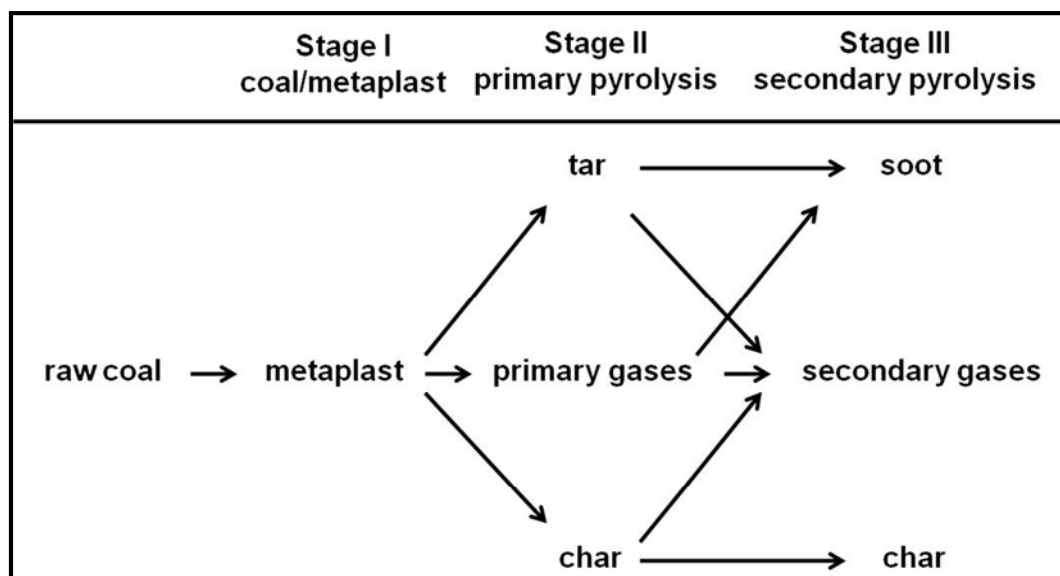 Stage I
coal/metaplast
Stage II
primary pyrolysis
Stage III
secondary pyrolysis
tar
soot
raw coal
metaplast
primary gases
secondary gases
char
char